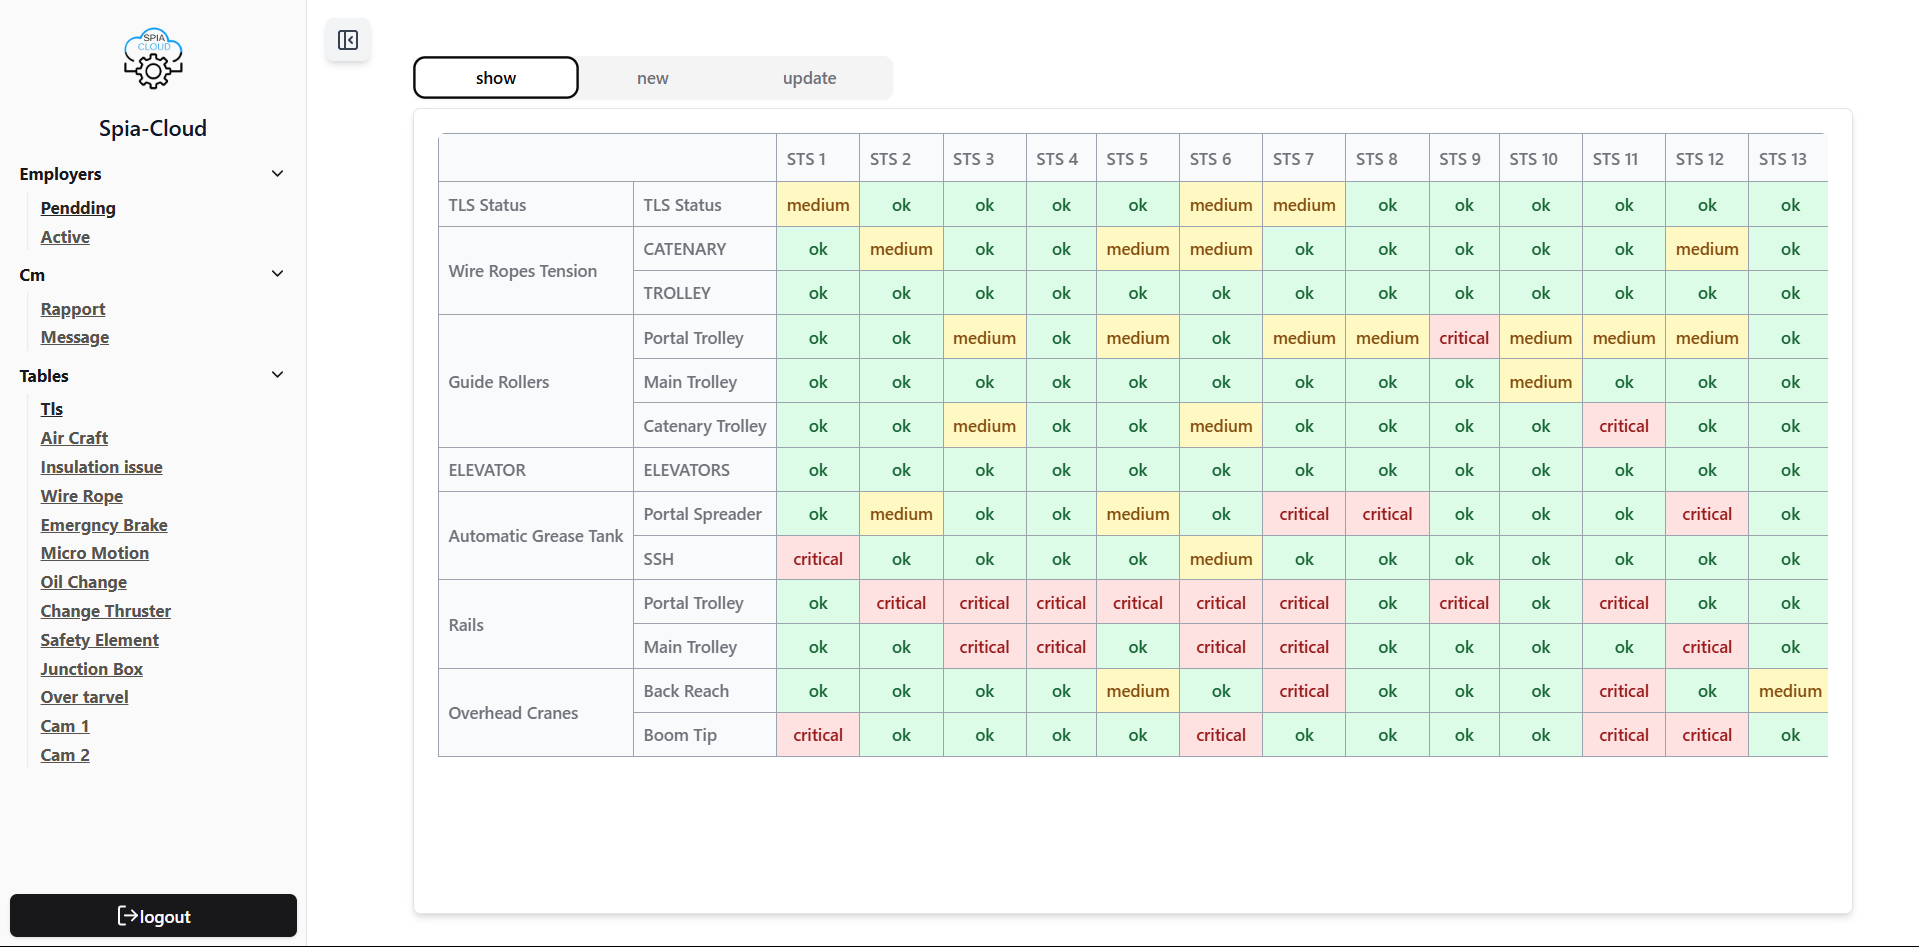 SPIA
CLOUD
Spia-Cloud
Employers
Pendding
Active
Cm
Rapport
Message
Tables
Tls
Air Craft
Insulation issue
Wire Rope
Emergncy Brake
Micro Motion
Oil Change
Change Thruster
Safety Element
Junction Box
Over tarvel
Cam 1
Cam 2
logout
show new update
STS 1 STS 2 STS 3 STS 4 STS 5 STS 6 STS 7 STS 8 STS 9 STS 10 STS 11 STS 12 STS 13
TLS Status TLS Status medium ok ok ok ok medium medium ok ok ok ok ok ok
Wire Ropes Tension CATENARY ok medium ok ok medium medium ok ok ok ok ok medium ok
TROLLEY ok ok ok ok ok ok ok ok ok ok ok ok ok
Guide Rollers Portal Trolley ok ok medium ok medium ok medium medium critical medium medium medium ok
Main Trolley ok ok ok ok ok ok ok ok ok medium ok ok ok
Catenary Trolley ok ok medium ok ok medium ok ok ok ok critical ok ok
ELEVATOR ELEVATORS ok ok ok ok ok ok ok ok ok ok ok ok ok
Automatic Grease Tank Portal Spreader ok medium ok ok medium ok critical critical ok ok ok critical ok
SSH critical ok ok ok ok medium ok ok ok ok ok ok ok
Rails Portal Trolley ok critical critical critical critical critical critical ok critical ok critical ok ok
Main Trolley ok ok critical critical ok critical critical ok ok ok ok critical ok
Overhead Cranes Back Reach ok ok ok ok medium ok critical ok ok ok critical ok medium
Boom Tip critical ok ok ok ok critical ok ok ok ok critical critical ok